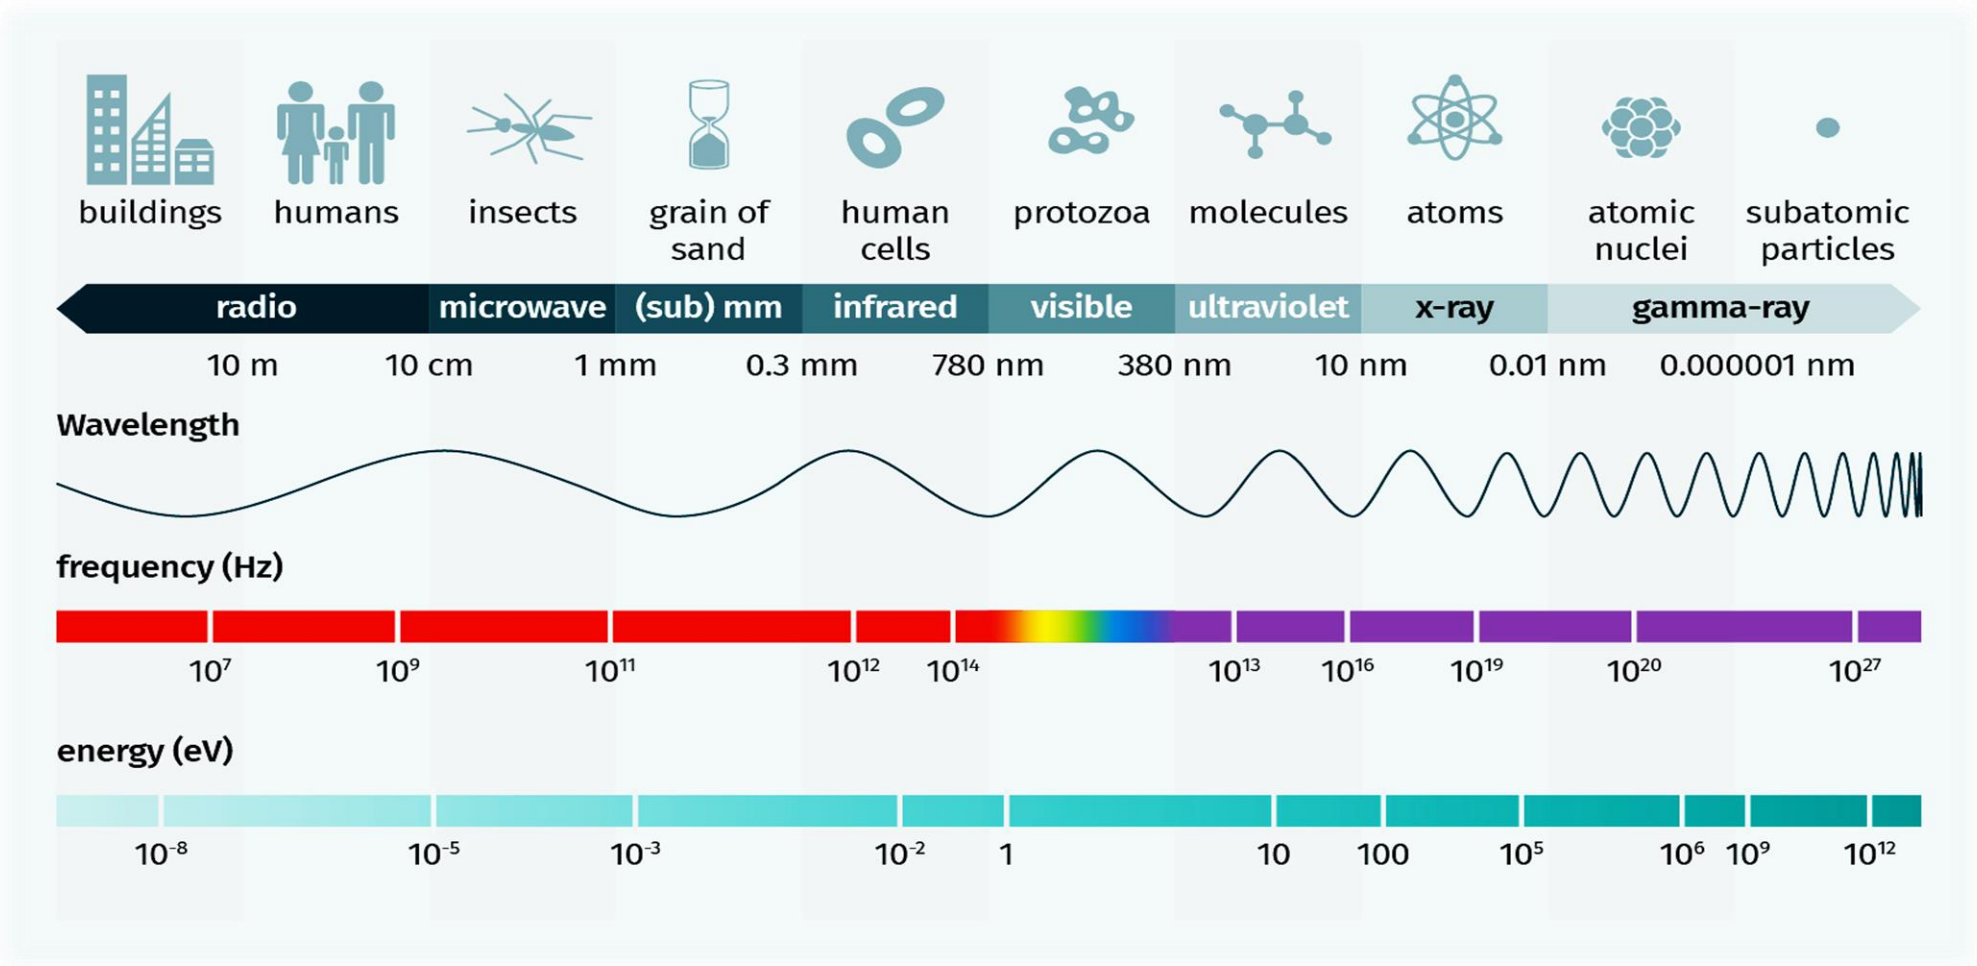 buildings humans insects grain of sand human cells protozoa molecules atoms atomic nuclei subatomic particles
radio microwave (sub) mm infrared visible ultraviolet x-ray gamma-ray
10 m 10 cm 1 mm 0.3 mm 780 nm 380 nm 10 nm 0.01 nm 0.000001 nm
Wavelength
frequency (Hz)
10⁷ 10⁹ 10¹¹ 10¹² 10¹⁴ 10¹³ 10¹⁶ 10¹⁹ 10²⁰ 10²⁷
energy (eV)
10⁻⁸ 10⁻⁵ 10⁻³ 10⁻² 1 10 100 10⁵ 10⁶ 10⁹ 10¹²